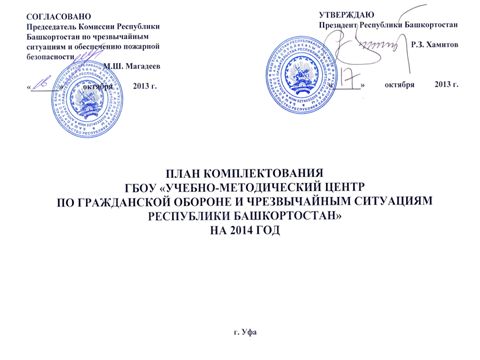 СОГЛАСОВАНО
Председатель Комиссии Республики
Башкортостан по чрезвычайным
ситуациям и обеспечению пожарной
безопасности
М.Ш. Магадеев
« » октября 2013 г.
УТВЕРЖДАЮ
Президент Республики Башкортостан
Р.З. Хамитов
«17» октября 2013 г.
ПЛАН КОМПЛЕКТОВАНИЯ
ГБОУ «УЧЕБНО-МЕТОДИЧЕСКИЙ ЦЕНТР
ПО ГРАЖДАНСКОЙ ОБОРОНЕ И ЧРЕЗВЫЧАЙНЫМ СИТУАЦИЯМ
РЕСПУБЛИКИ БАШКОРТОСТАН»
НА 2014 ГОД
г. Уфа